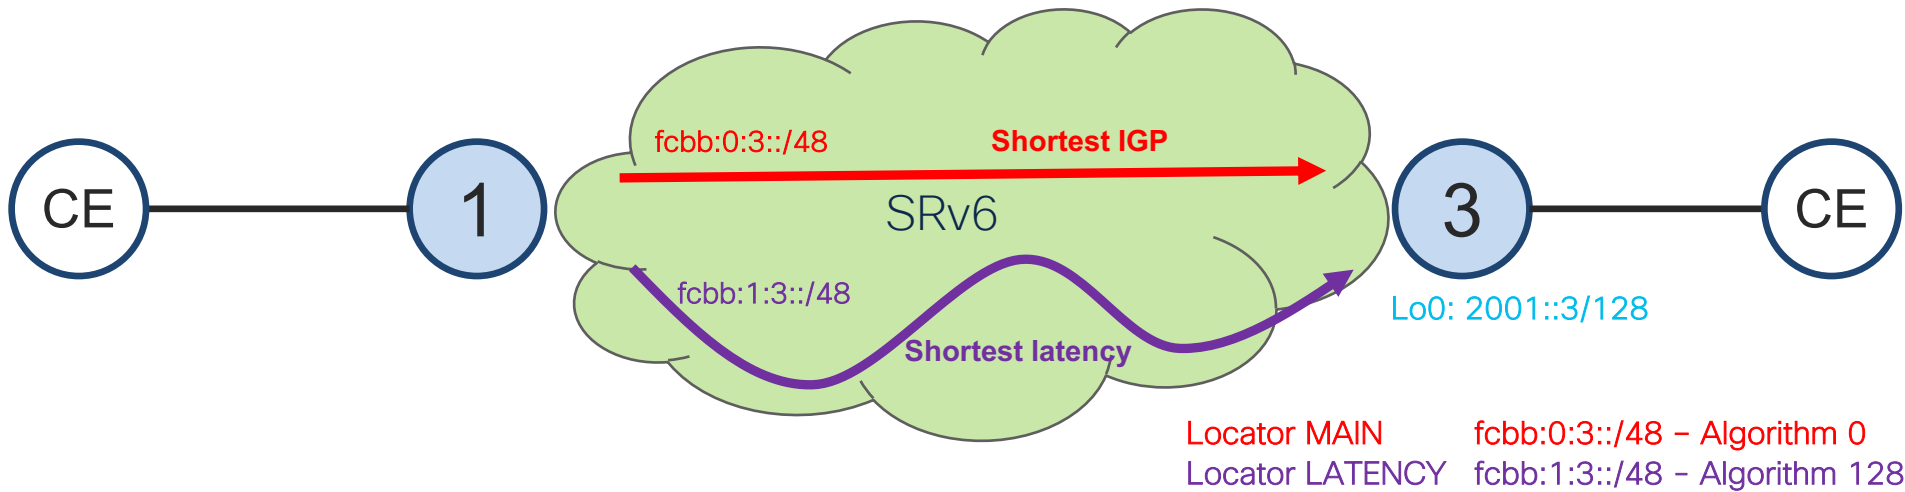 fcbb:0:3::/48
Shortest IGP
CE
1
SRv6
3
CE
fcbb:1:3::/48
Lo0: 2001::3/128
Shortest latency
Locator MAIN fcbb:0:3::/48 – Algorithm 0
Locator LATENCY fcbb:1:3::/48 – Algorithm 128